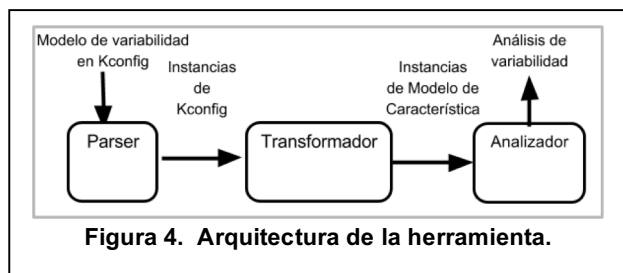 Modelo de variabilidad
en Kconfig
Instancias
de
Kconfig
Instancias
de Modelo de
Característica
Análisis de
variabilidad
Parser
Transformador
Analizador
Figura 4. Arquitectura de la herramienta.